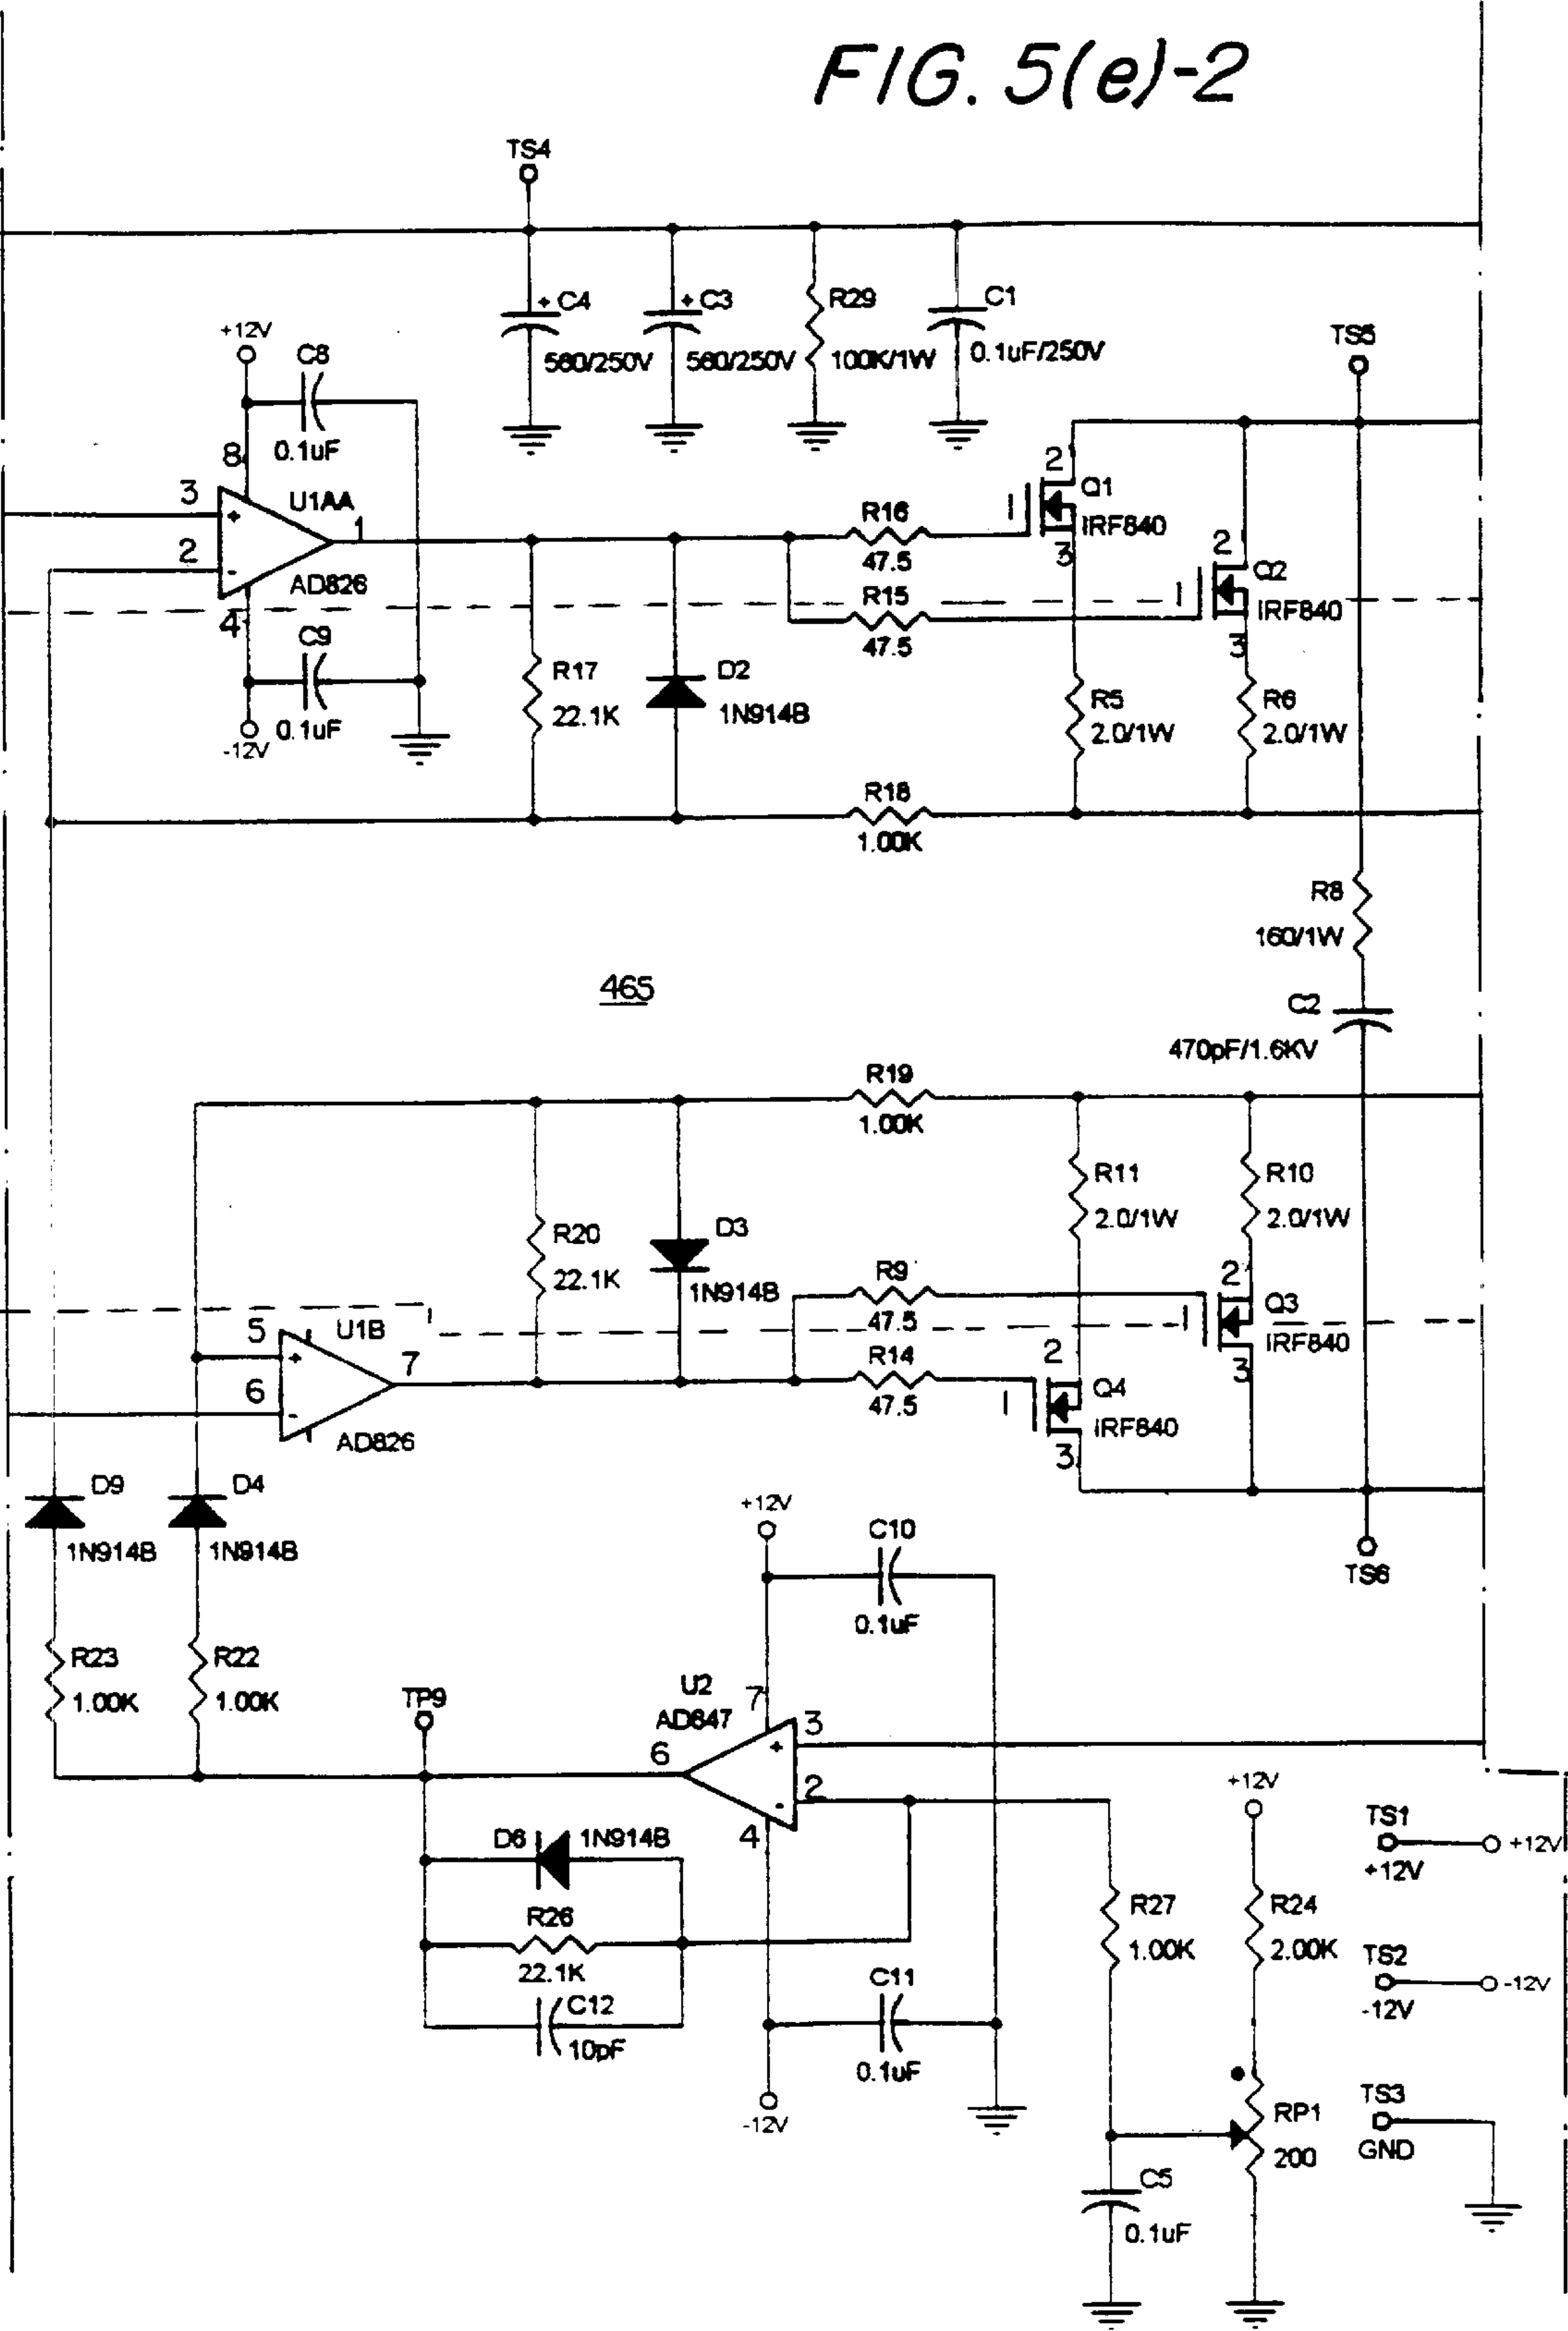 FIG. 5(e)-2
TS4
+ C4
560/250V
+ C3
560/250V
R29
100K/1W
C1
0.1uF/250V
TS5
+12V
C8
0.1uF
8
3
+
U1AA
1
2
-
AD826
4
C9
0.1uF
-12V
R16
47.5
R15
47.5
2
1
Q1
IRF840
3
2
1
Q2
IRF840
3
R17
22.1K
D2
1N914B
R5
2.0/1W
R6
2.0/1W
R18
1.00K
R8
160/1W
465
C2
470pF/1.6KV
R19
1.00K
R11
2.0/1W
R10
2.0/1W
R20
22.1K
D3
1N914B
R9
47.5
2
1
Q3
IRF840
3
5
+
U1B
7
6
-
AD826
R14
47.5
2
1
Q4
IRF840
3
D9
1N914B
D4
1N914B
+12V
C10
0.1uF
TS6
R23
1.00K
R22
1.00K
TP9
U2
AD847
7
3
+
6
2
-
4
D6
1N914B
R26
22.1K
C12
10pF
C11
0.1uF
-12V
R27
1.00K
+12V
R24
2.00K
RP1
200
C5
0.1uF
TS1
+12V
+12V
TS2
-12V
-12V
TS3
GND